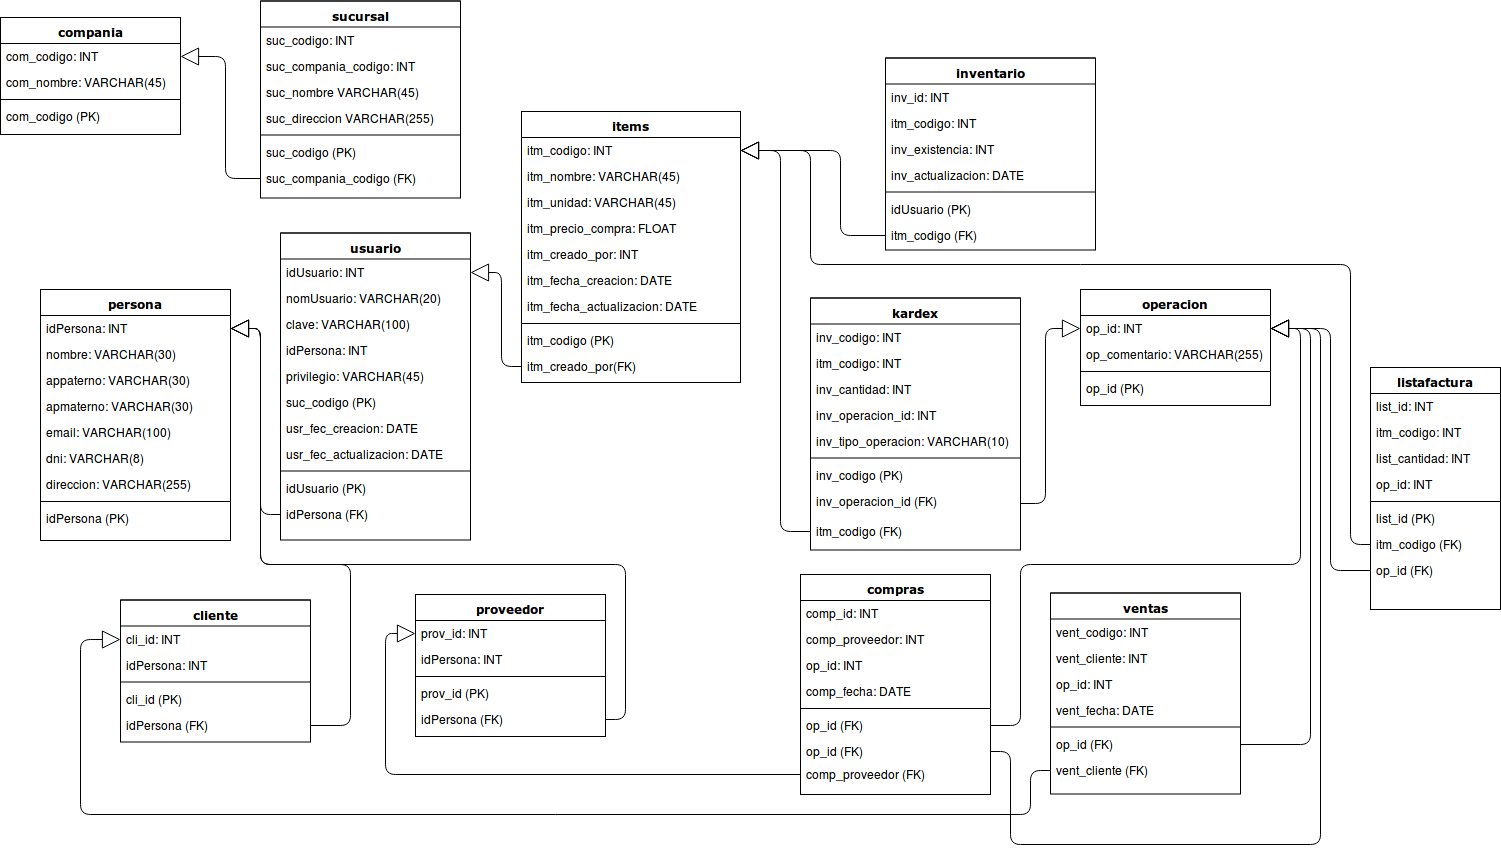 compania
com_codigo: INT
com_nombre: VARCHAR(45)
com_codigo (PK)
sucursal
suc_codigo: INT
suc_compania_codigo: INT
suc_nombre VARCHAR(45)
suc_direccion VARCHAR(255)
suc_codigo (PK)
suc_compania_codigo (FK)
items
itm_codigo: INT
itm_nombre: VARCHAR(45)
itm_unidad: VARCHAR(45)
itm_precio_compra: FLOAT
itm_creado_por: INT
itm_fecha_creacion: DATE
itm_fecha_actualizacion: DATE
itm_codigo (PK)
itm_creado_por(FK)
inventario
inv_id: INT
itm_codigo: INT
inv_existencia: INT
inv_actualizacion: DATE
idUsuario (PK)
itm_codigo (FK)
persona
idPersona: INT
nombre: VARCHAR(30)
appaterno: VARCHAR(30)
apmaterno: VARCHAR(30)
email: VARCHAR(100)
dni: VARCHAR(8)
direccion: VARCHAR(255)
idPersona (PK)
usuario
idUsuario: INT
nomUsuario: VARCHAR(20)
clave: VARCHAR(100)
idPersona: INT
privilegio: VARCHAR(45)
suc_codigo (PK)
usr_fec_creacion: DATE
usr_fec_actualizacion: DATE
idUsuario (PK)
idPersona (FK)
kardex
inv_codigo: INT
itm_codigo: INT
inv_cantidad: INT
inv_operacion_id: INT
inv_tipo_operacion: VARCHAR(10)
inv_codigo (PK)
inv_operacion_id (FK)
itm_codigo (FK)
operacion
op_id: INT
op_comentario: VARCHAR(255)
op_id (PK)
listafactura
list_id: INT
itm_codigo: INT
list_cantidad: INT
op_id: INT
list_id (PK)
itm_codigo (FK)
op_id (FK)
cliente
cli_id: INT
idPersona: INT
cli_id (PK)
idPersona (FK)
proveedor
prov_id: INT
idPersona: INT
prov_id (PK)
idPersona (FK)
compras
comp_id: INT
comp_proveedor: INT
op_id: INT
comp_fecha: DATE
op_id (FK)
op_id (FK)
comp_proveedor (FK)
ventas
vent_codigo: INT
vent_cliente: INT
op_id: INT
vent_fecha: DATE
op_id (FK)
vent_cliente (FK)